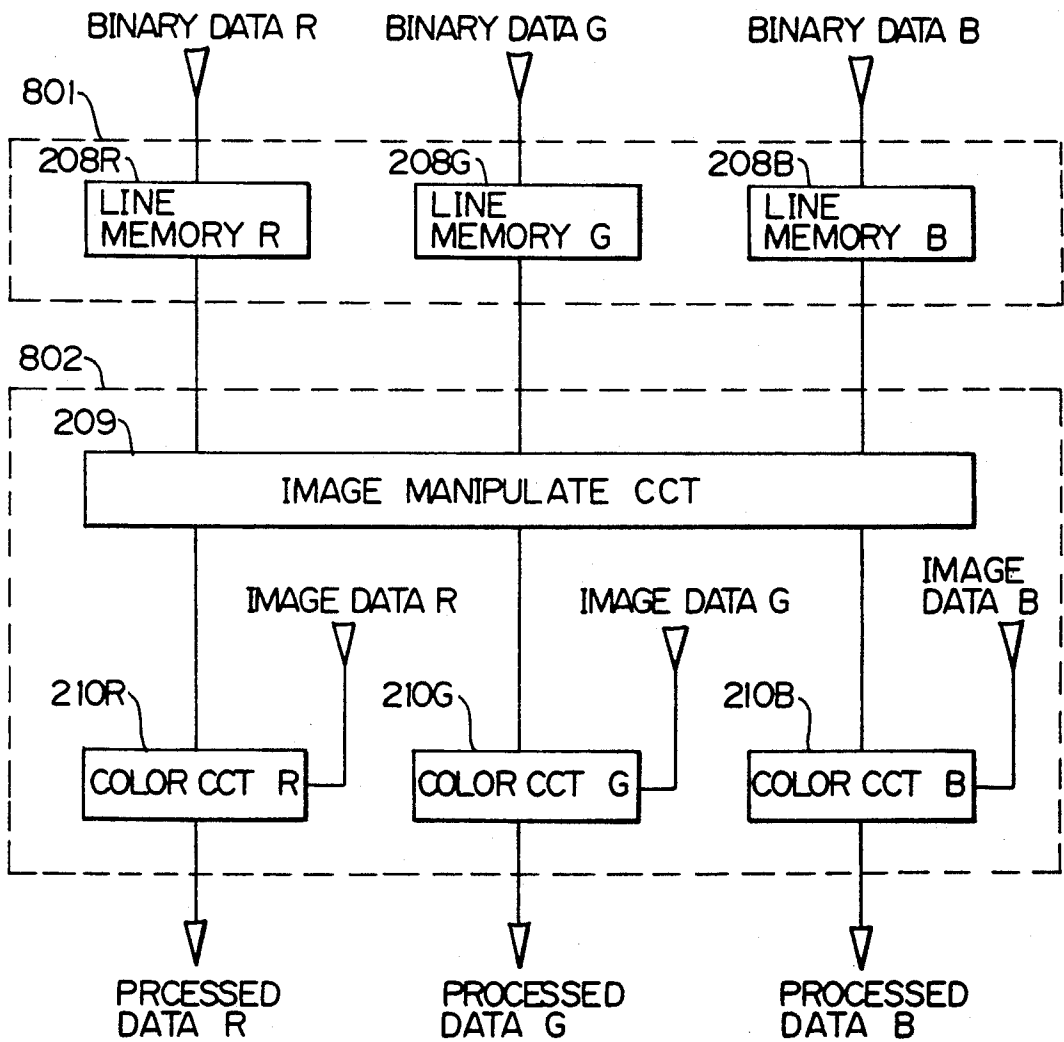 BINARY DATA R
BINARY DATA G
BINARY DATA B
801
208R
208G
208B
LINE
MEMORY R
LINE
MEMORY G
LINE
MEMORY B
802
209
IMAGE MANIPULATE CCT
IMAGE DATA R
IMAGE DATA G
IMAGE
DATA B
210R
210G
210B
COLOR CCT R
COLOR CCT G
COLOR CCT B
PRCESSED
DATA R
PROCESSED
DATA G
PROCESSED
DATA B